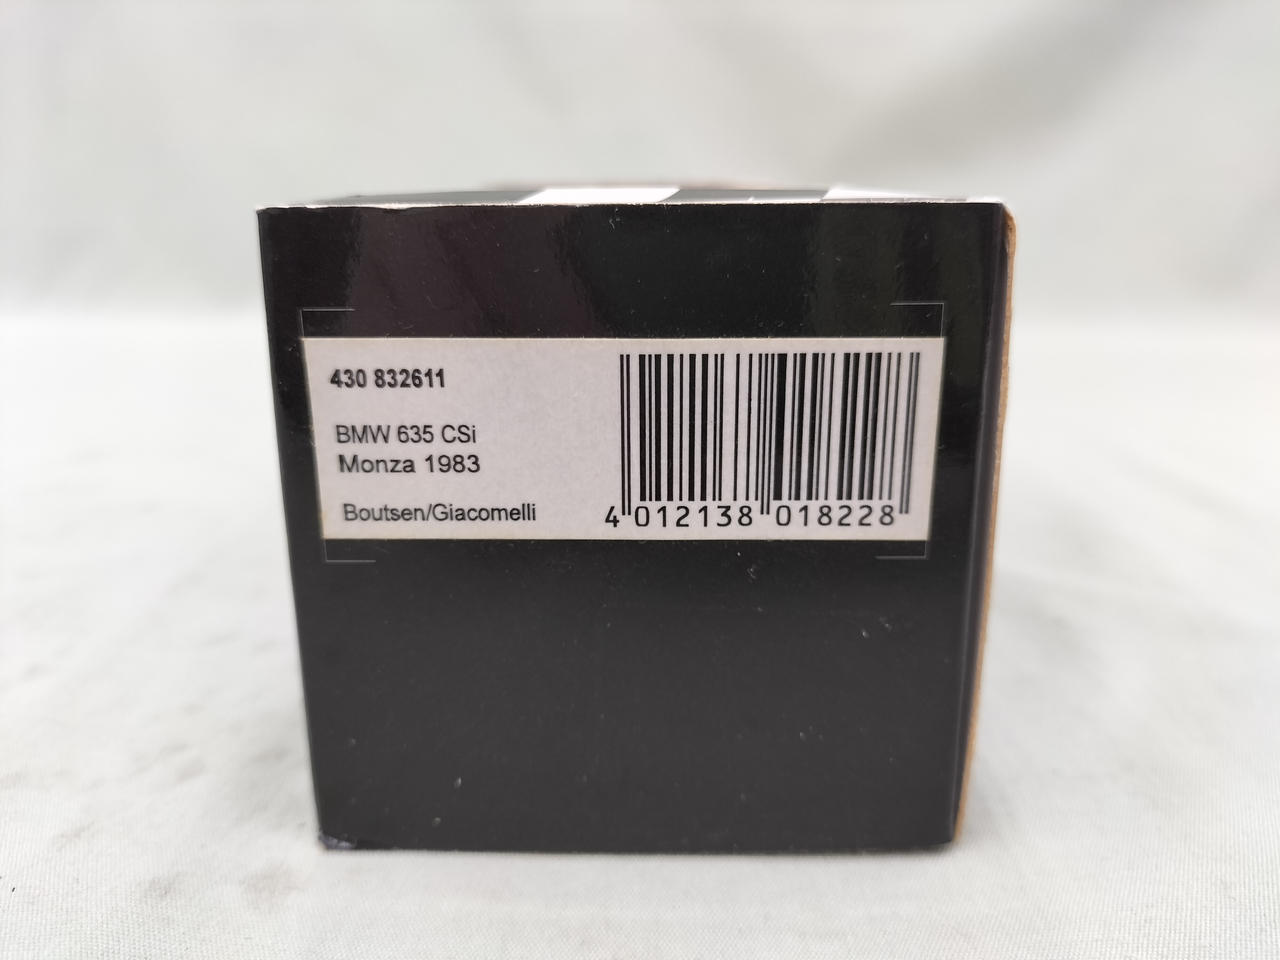 430 832611
BMW 635 CSi
Monza 1983
Boutsen/Giacomelli
4 012138 018228